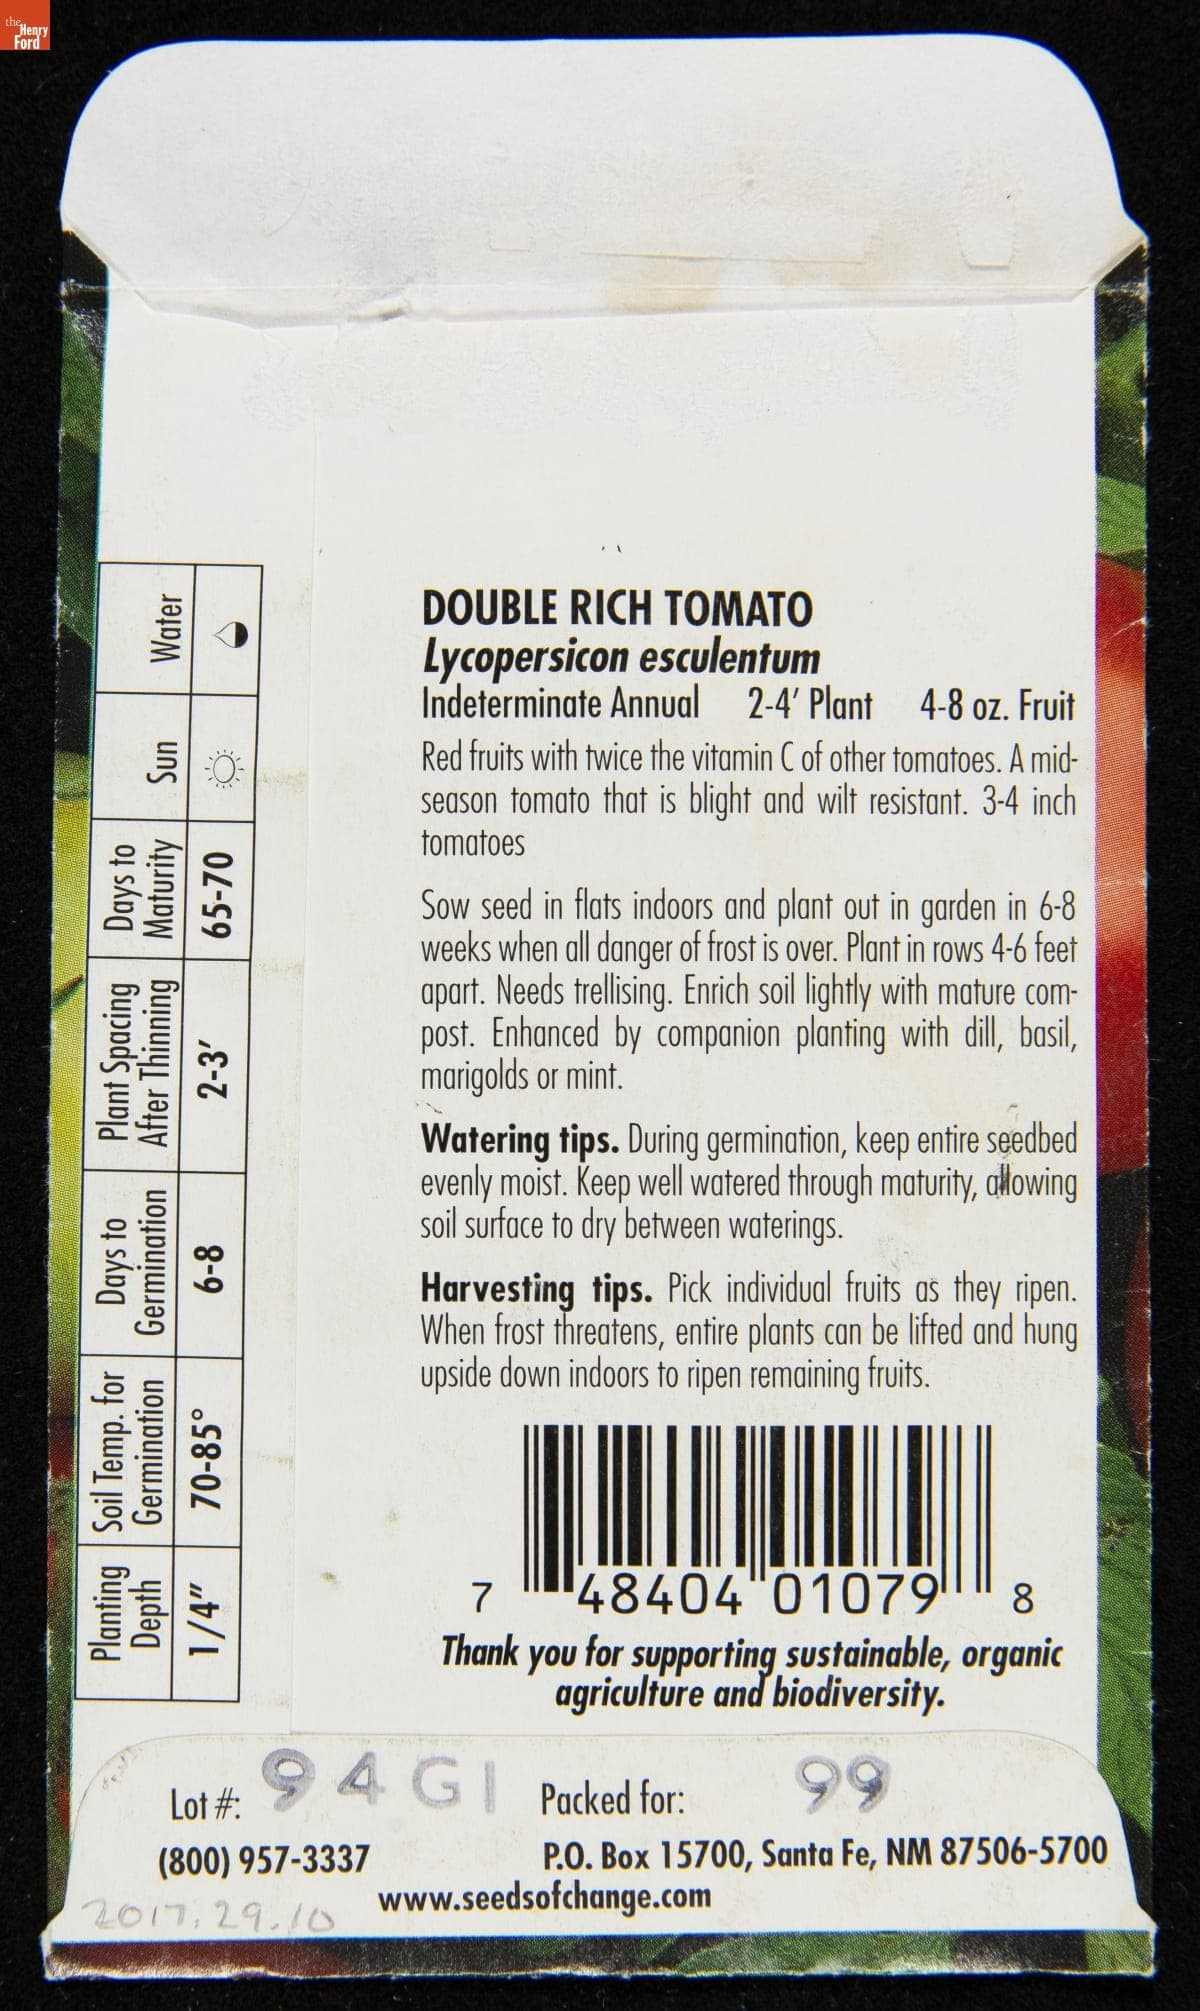 the
Henry
Ford
DOUBLE RICH TOMATO
Lycopersicon esculentum
Indeterminate Annual 2-4' Plant 4-8 oz. Fruit
Red fruits with twice the vitamin C of other tomatoes. A mid-
season tomato that is blight and wilt resistant. 3-4 inch
tomatoes
Sow seed in flats indoors and plant out in garden in 6-8
weeks when all danger of frost is over. Plant in rows 4-6 feet
apart. Needs trellising. Enrich soil lightly with mature com-
post. Enhanced by companion planting with dill, basil,
marigolds or mint.
Watering tips. During germination, keep entire seedbed
evenly moist. Keep well watered through maturity, allowing
soil surface to dry between waterings.
Harvesting tips. Pick individual fruits as they ripen.
When frost threatens, entire plants can be lifted and hung
upside down indoors to ripen remaining fruits.
7 48404 01079 8
Thank you for supporting sustainable, organic
agriculture and biodiversity.
Planting
Depth
1/4"
Soil Temp. for
Germination
70-85°
Days to
Germination
6-8
Plant Spacing
After Thinning
2-3'
Days to
Maturity
65-70
Sun
Water
Lot #: 94G1 Packed for: 99
(800) 957-3337 P.O. Box 15700, Santa Fe, NM 87506-5700
www.seedsofchange.com
2017.29.10